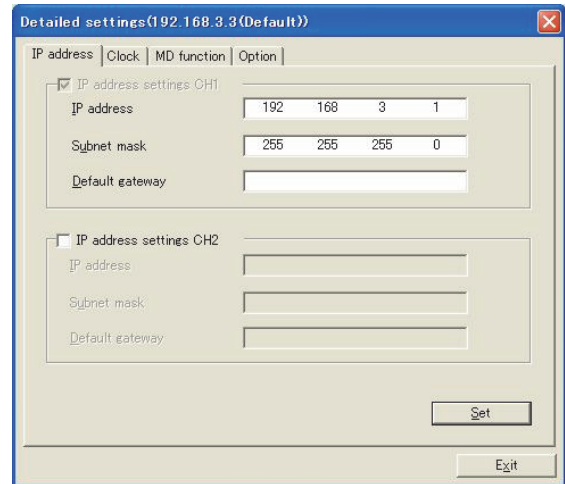 Detailed settings(192.168.3.3(Default))
IP address Clock MD function Option
IP address settings CH1
IP address 192 168 3 1
Subnet mask 255 255 255 0
Default gateway
IP address settings CH2
IP address
Subnet mask
Default gateway
Set
Exit